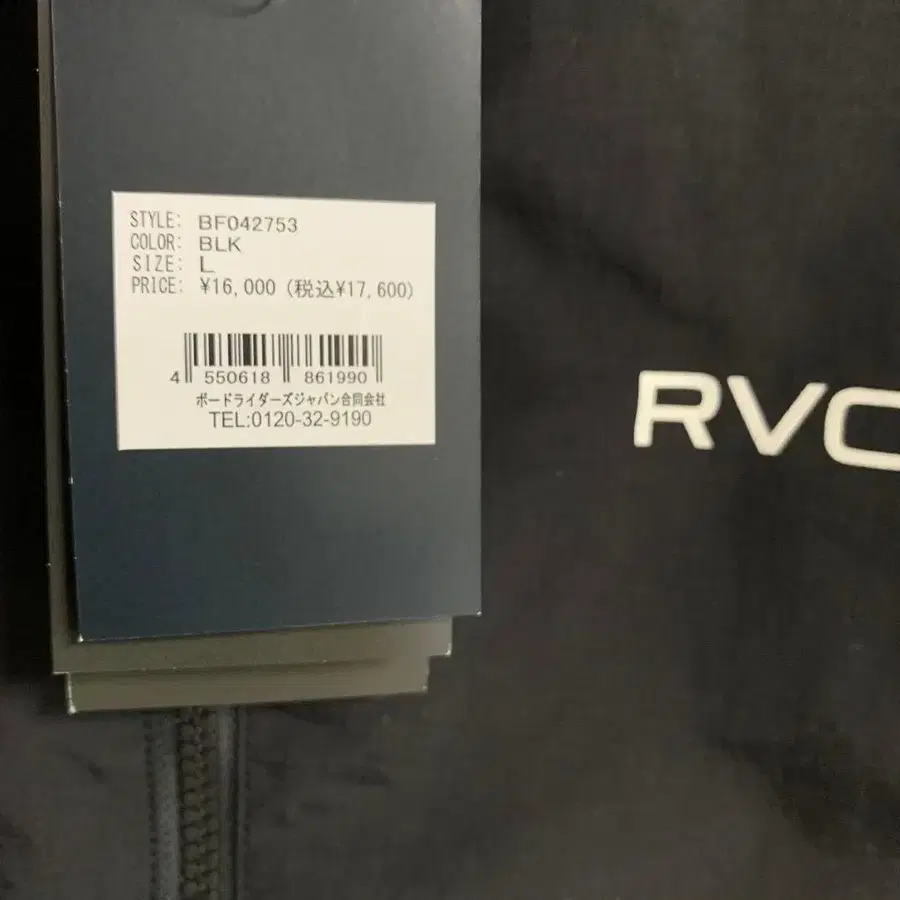 STYLE: BF042753
COLOR: BLK
SIZE: L
PRICE: ¥16,000 (税込¥17,600)
4 550618 861990
ボードライダーズジャパン合同会社
TEL:0120-32-9190
RVC